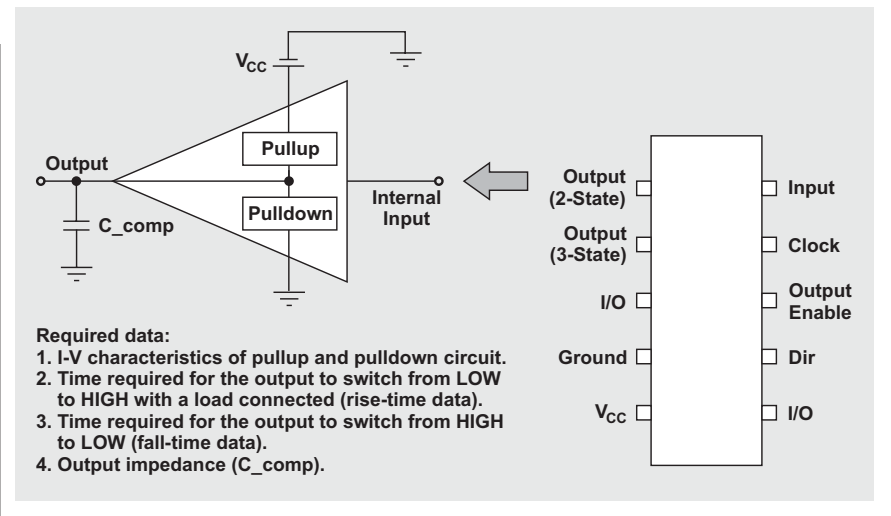 V_CC
Pullup
Output
Pulldown
Internal
Input
C_comp
Required data:
1. I-V characteristics of pullup and pulldown circuit.
2. Time required for the output to switch from LOW
to HIGH with a load connected (rise-time data).
3. Time required for the output to switch from HIGH
to LOW (fall-time data).
4. Output impedance (C_comp).
Output
(2-State)
Input
Output
(3-State)
Clock
I/O
Output
Enable
Ground
Dir
V_CC
I/O